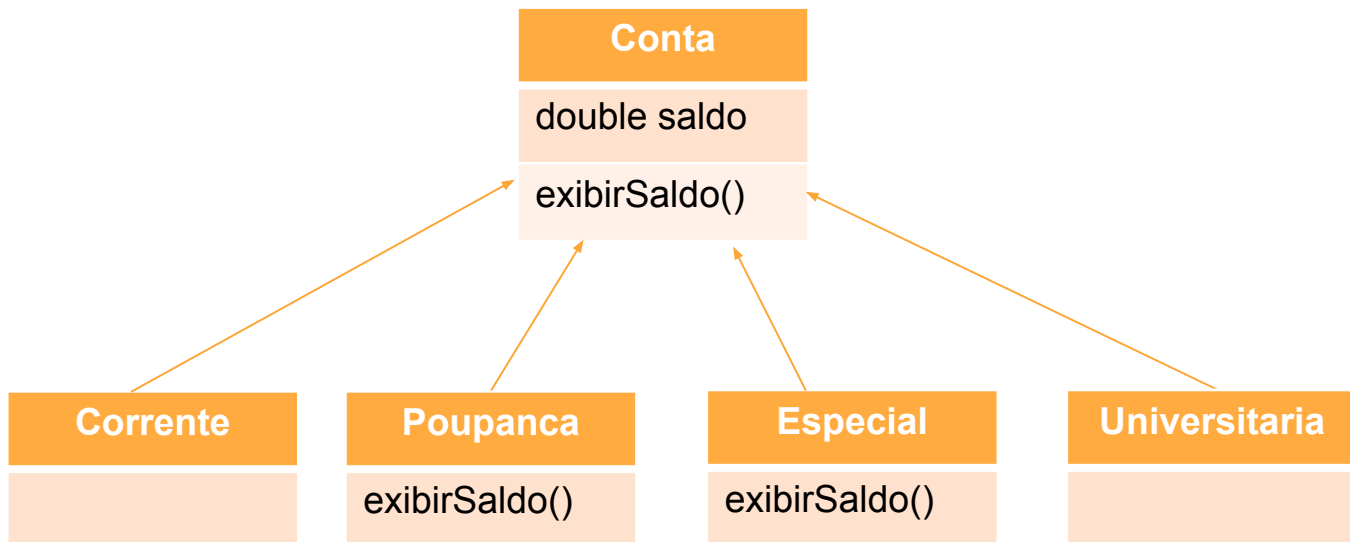 Conta
double saldo
exibirSaldo()
Corrente
Poupanca
Especial
Universitaria
exibirSaldo()
exibirSaldo()